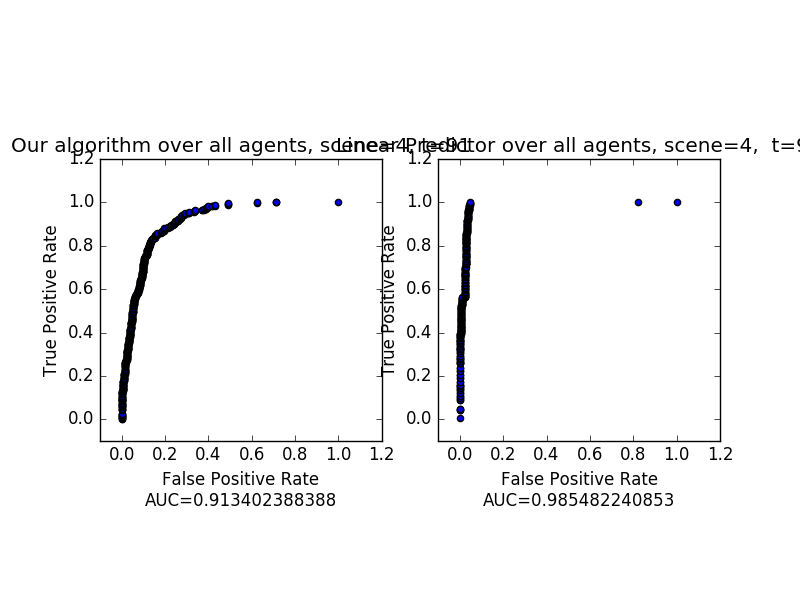 Our algorithm over all agents, scene=4, t=91
Linear Predictor over all agents, scene=4, t=9
1.2
1.0
0.8
0.6
0.4
0.2
0.0
True Positive Rate
0.0 0.2 0.4 0.6 0.8 1.0 1.2
False Positive Rate
AUC=0.913402388388
1.2
1.0
0.8
0.6
0.4
0.2
0.0
True Positive Rate
0.0 0.2 0.4 0.6 0.8 1.0 1.2
False Positive Rate
AUC=0.985482240853